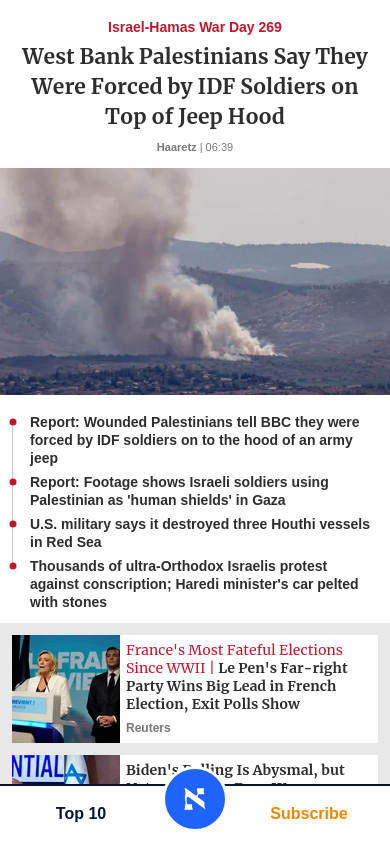 Israel-Hamas War Day 269
West Bank Palestinians Say They
Were Forced by IDF Soldiers on
Top of Jeep Hood
Haaretz | 06:39
Report: Wounded Palestinians tell BBC they were
forced by IDF soldiers on to the hood of an army
jeep
Report: Footage shows Israeli soldiers using
Palestinian as 'human shields' in Gaza
U.S. military says it destroyed three Houthi vessels
in Red Sea
Thousands of ultra-Orthodox Israelis protest
against conscription; Haredi minister's car pelted
with stones
France's Most Fateful Elections
Since WWII | Le Pen's Far-right
Party Wins Big Lead in French
Election, Exit Polls Show
Reuters
Biden's Is Abysmal, but
Top 10
Subscribe